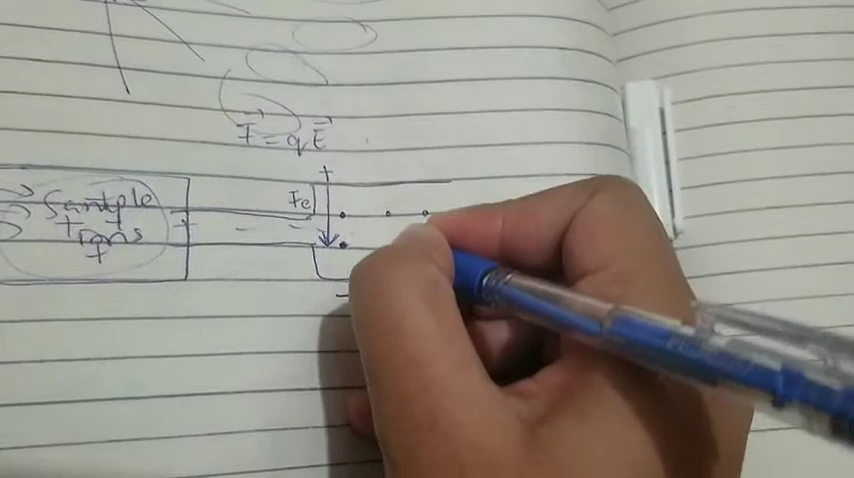 F = qE
+
Fe
Sample
+ +
Ions +
+
- -
-